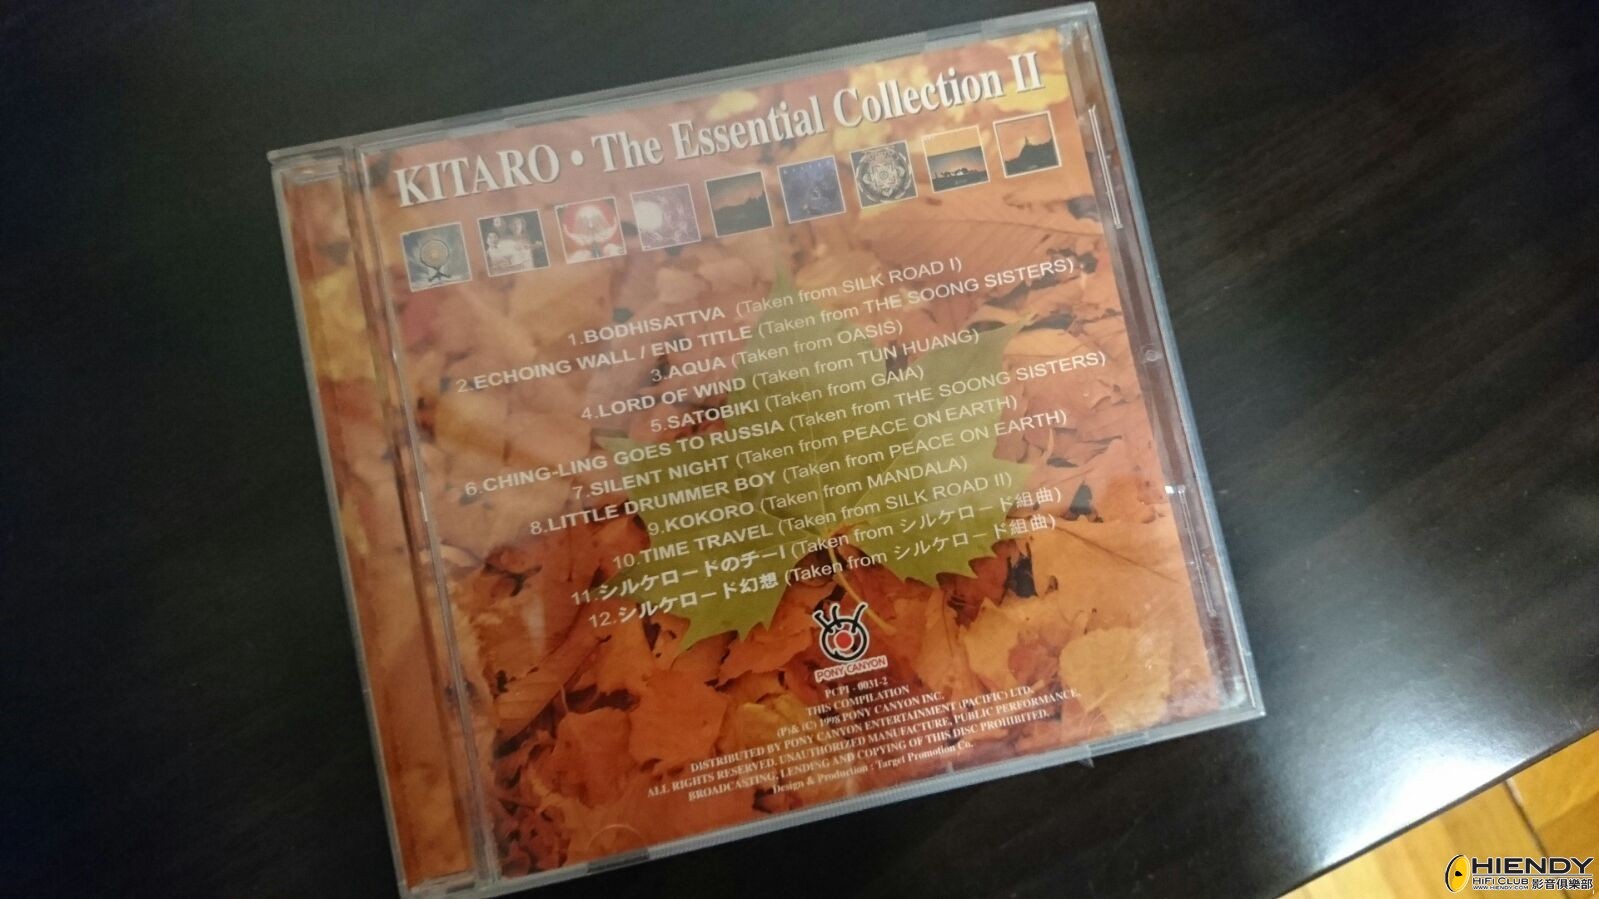 KITARO • The Essential Collection II
1.BODHISATTVA (Taken from SILK ROAD I)
2.ECHOING WALL / END TITLE (Taken from THE SOONG SISTERS)
3.AQUA (Taken from OASIS)
4.LORD OF WIND (Taken from TUN HUANG)
5.SATOBIKI (Taken from GAIA)
6.CHING-LING GOES TO RUSSIA (Taken from THE SOONG SISTERS)
7.SILENT NIGHT (Taken from PEACE ON EARTH)
8.LITTLE DRUMMER BOY (Taken from PEACE ON EARTH)
9.KOKORO (Taken from MANDALA)
10.TIME TRAVEL (Taken from SILK ROAD II)
11.シルケロードのチーI (Taken from シルケロード組曲)
12.シルケロード幻想 (Taken from シルケロード組曲)
PONY CANYON
PCPI - 0031-2
THIS COMPILATION
(P)& (C) 1998 PONY CANYON INC.
DISTRIBUTED BY PONY CANYON ENTERTAINMENT (PACIFIC) LTD.
ALL RIGHTS RESERVED. UNAUTHORIZED MANUFACTURE, PUBLIC PERFORMANCE,
BROADCASTING, LENDING AND COPYING OF THIS DISC PROHIBITED.
Design & Production : Target Promotion Co.
HIENDY
HIFI CLUB 影音俱樂部
WWW.HIENDY.COM